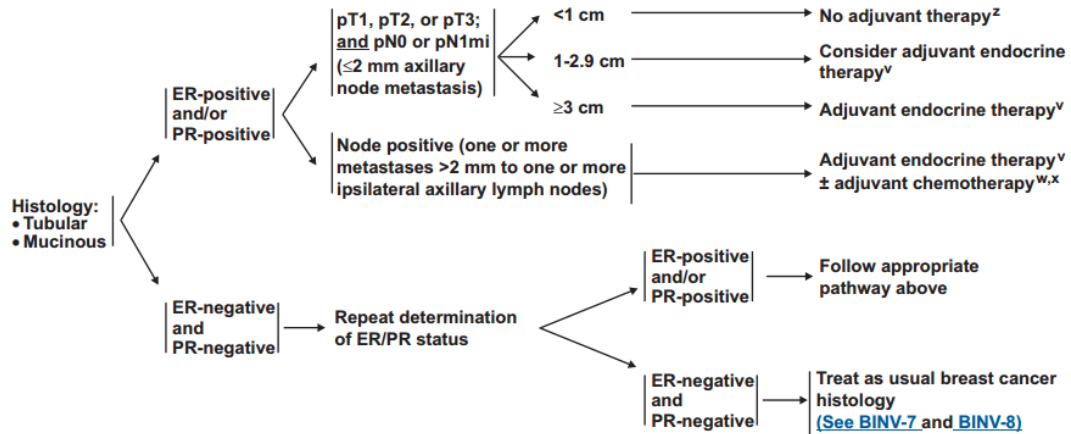 pT1, pT2, or pT3;
and pN0 or pN1mi
(≤2 mm axillary
node metastasis)
<1 cm
No adjuvant therapyᶻ
1-2.9 cm
Consider adjuvant endocrine
therapyᵛ
≥3 cm
Adjuvant endocrine therapyᵛ
ER-positive
and/or
PR-positive
Node positive (one or more
metastases >2 mm to one or more
ipsilateral axillary lymph nodes)
Adjuvant endocrine therapyᵛ
± adjuvant chemotherapyʷ,ˣ
Histology:
• Tubular
• Mucinous
ER-negative
and
PR-negative
Repeat determination
of ER/PR status
ER-positive
and/or
PR-positive
Follow appropriate
pathway above
ER-negative
and
PR-negative
Treat as usual breast cancer
histology
(See BINV-7 and BINV-8)